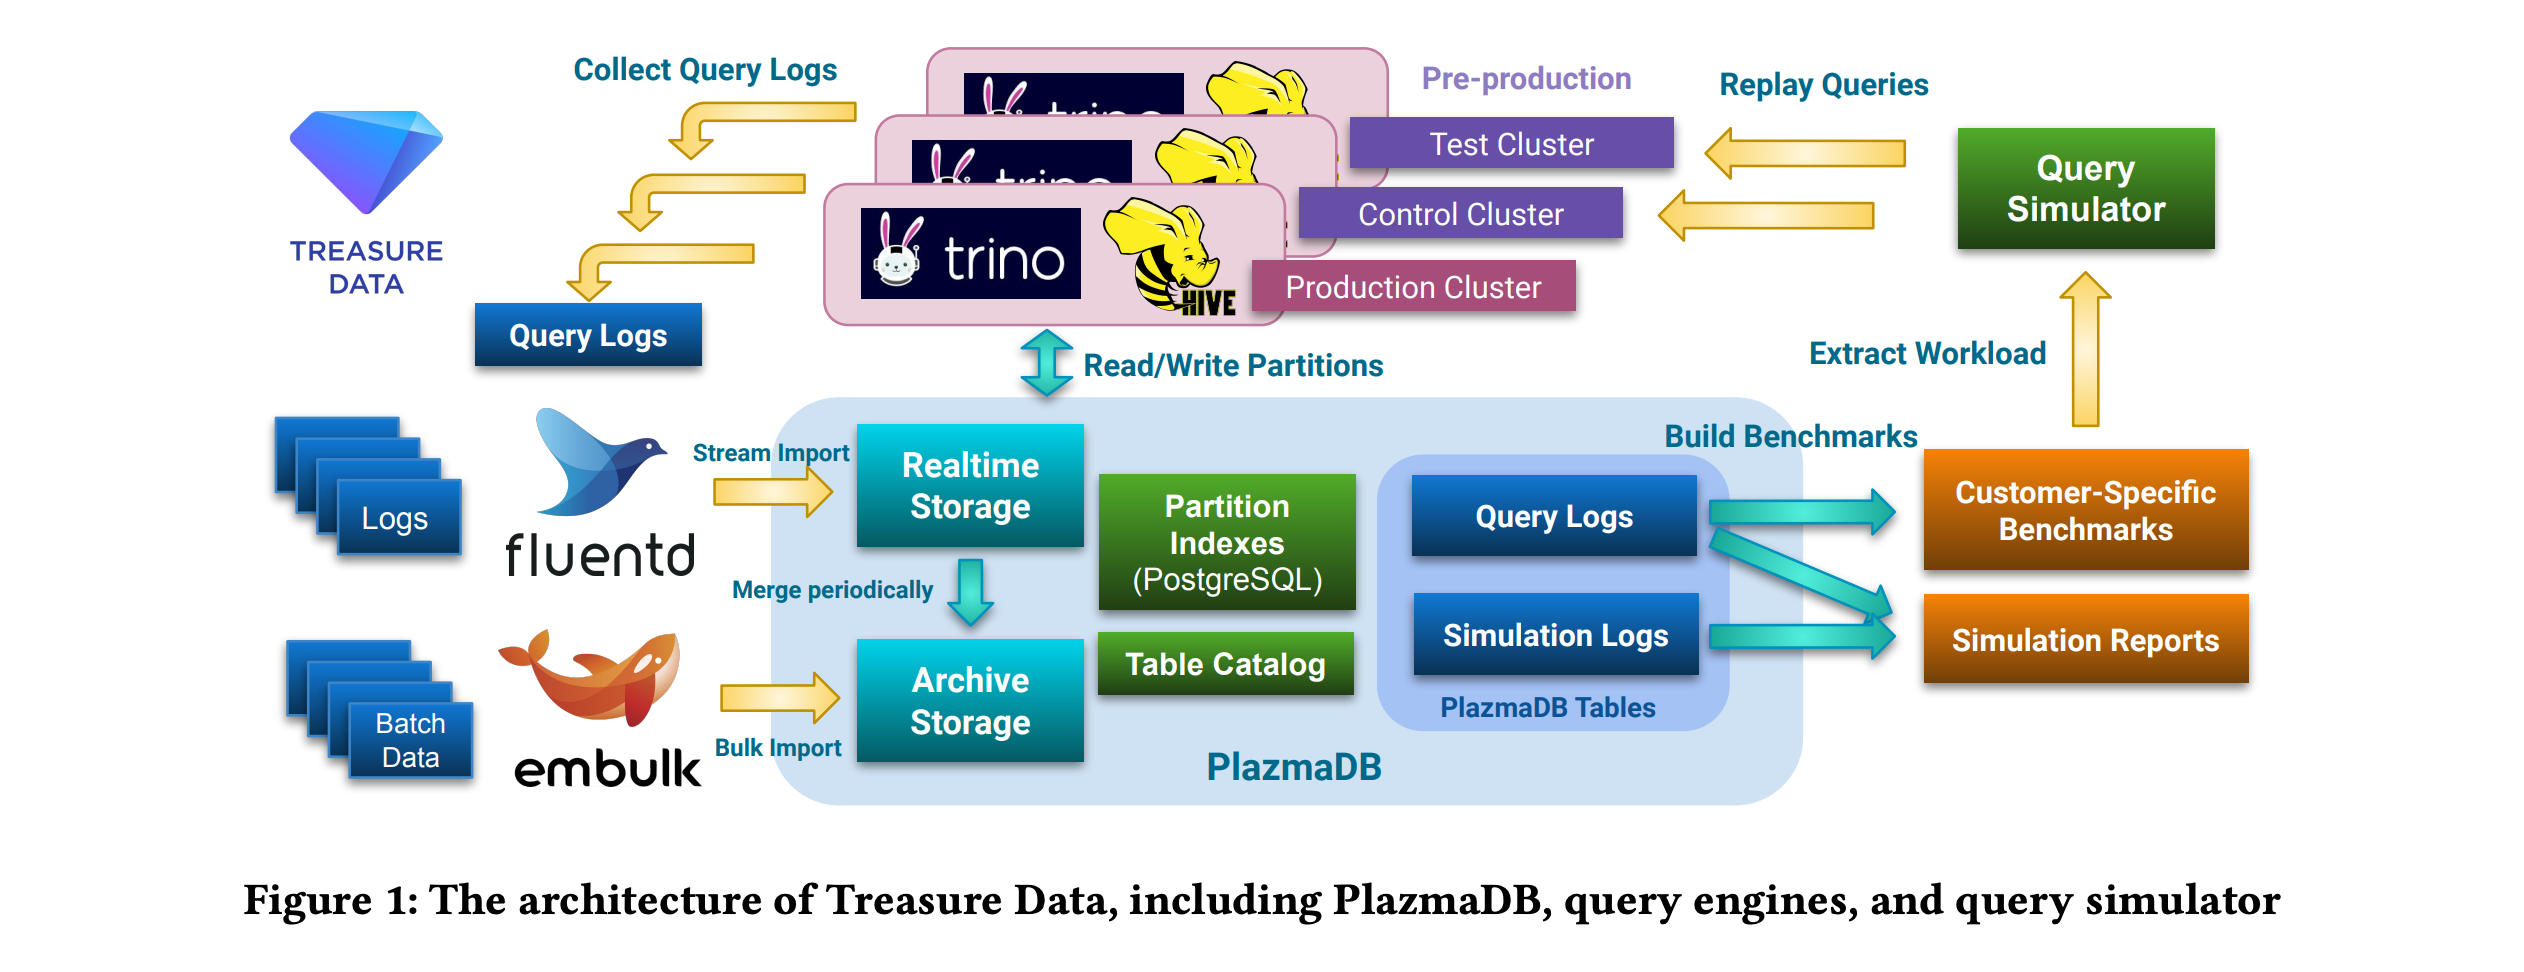 Collect Query Logs
TREASURE
DATA
Query Logs
trino
trino
trino
HIVE
Pre-production
Test Cluster
Control Cluster
Production Cluster
Replay Queries
Query
Simulator
Read/Write Partitions
Extract Workload
Logs
fluentd
Stream Import
Realtime
Storage
Merge periodically
Batch
Data
embulk
Bulk Import
Archive
Storage
Partition
Indexes
(PostgreSQL)
Table Catalog
Build Benchmarks
Query Logs
Simulation Logs
PlazmaDB Tables
PlazmaDB
Customer-Specific
Benchmarks
Simulation Reports
Figure 1: The architecture of Treasure Data, including PlazmaDB, query engines, and query simulator